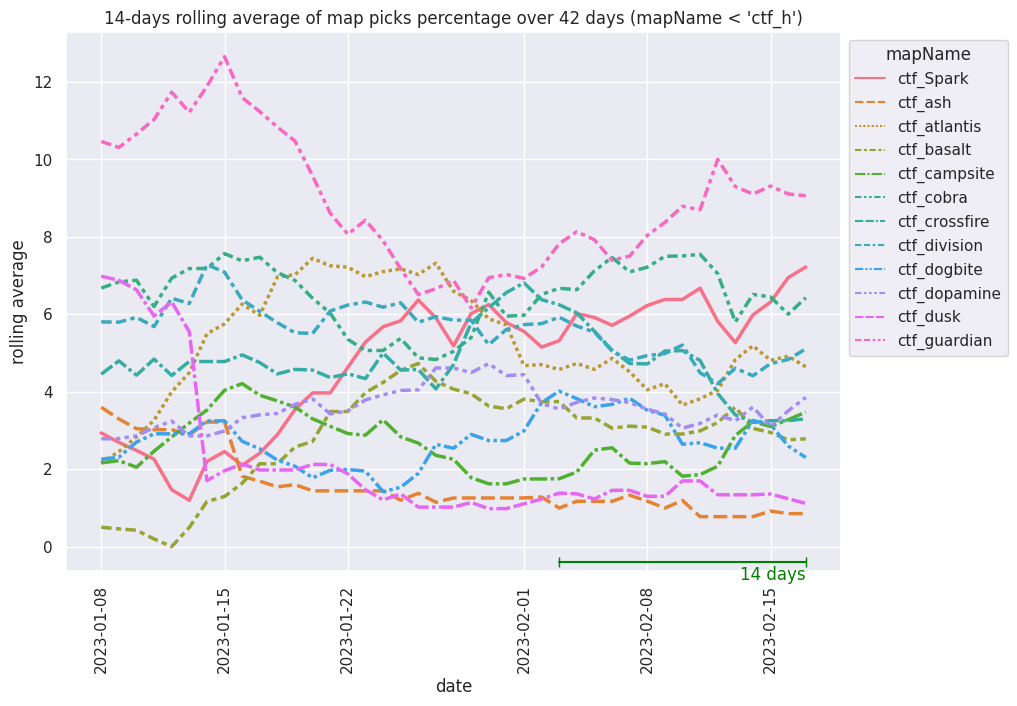 14-days rolling average of map picks percentage over 42 days (mapName < 'ctf_h')
rolling average
12
10
8
6
4
2
0
2023-01-08
2023-01-15
2023-01-22
2023-02-01
2023-02-08
2023-02-15
date
14 days
mapName
ctf_Spark
ctf_ash
ctf_atlantis
ctf_basalt
ctf_campsite
ctf_cobra
ctf_crossfire
ctf_division
ctf_dogbite
ctf_dopamine
ctf_dusk
ctf_guardian